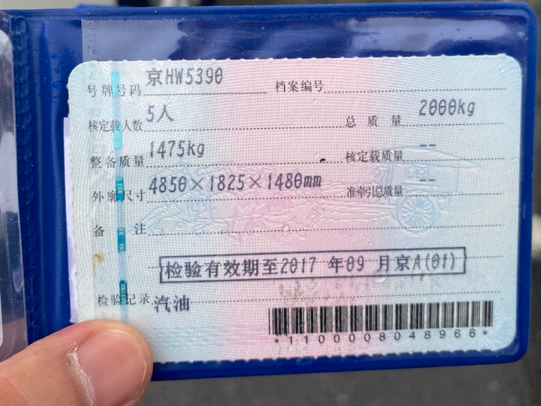 号牌号码 京HW5390 档案编号
核定载人数 5人 总质量 2000kg
整备质量 1475kg 核定载质量 --
外廓尺寸 4850×1825×1480mm 准牵引总质量 --
备注
检验有效期至2017年09月京A(01)
检验记录 汽油
*1100008048966*